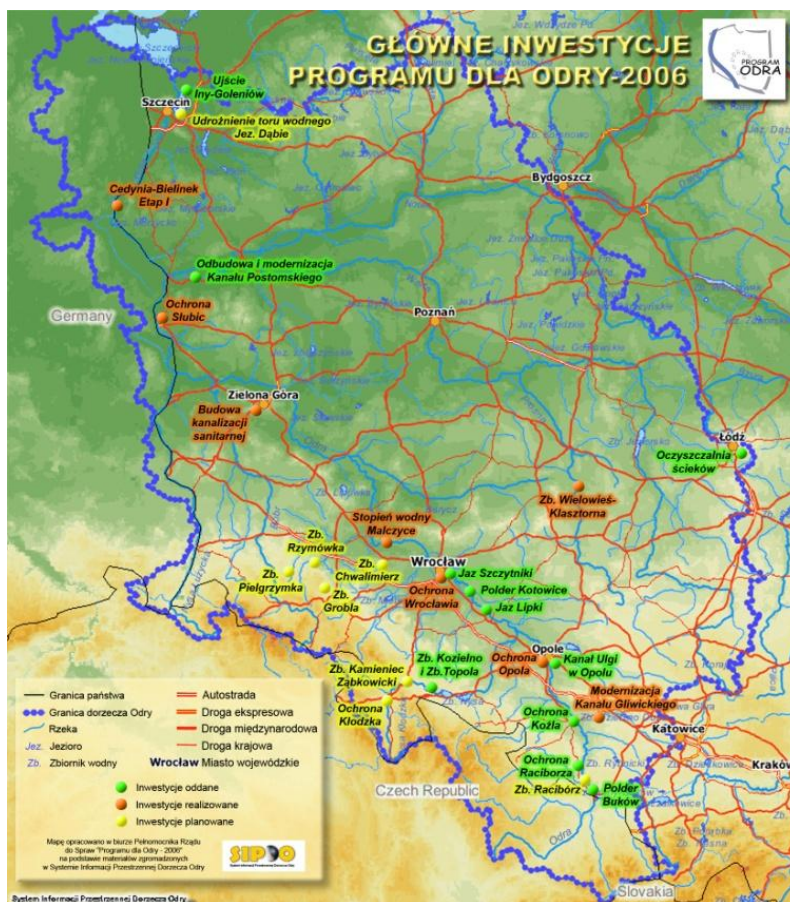 GŁÓWNE INWESTYCJE
PROGRAMU DLA ODRY-2006
PROGRAM
ODRA
Ujście
Iny-Goleniów
Szczecin
Udrożnienie toru wodnego
Jez. Dąbie
Bydgoszcz
Cedynia-Bielinek
Etap I
Odbudowa i modernizacja
Kanału Postomskiego
Germany
Ochrona
Słubic
Poznań
Zielona Góra
Budowa
kanalizacji
sanitarnej
Łódź
Oczyszczalnia
ścieków
Zb. Wielowieś-
Klasztorna
Stopień wodny
Malczyce
Zb.
Rzymówka
Zb.
Chwalimierz
Wrocław
Jaz Szczytniki
Zb.
Pielgrzymka
Zb.
Grobla
Ochrona
Wrocławia
Polder Kotowice
Jaz Lipki
Opole
Ochrona
Opola
Kanał Ulgi
w Opolu
Zb. Kozielno
i Zb.Topola
Zb. Kamieniec
Ząbkowicki
Ochrona
Kłodzka
Modernizacja
Kanału Gliwickiego
Ochrona
Koźla
Katowice
Kraków
Ochrona
Raciborza
Zb. Racibórz
Polder
Buków
Odra
Czech Republic
Slovakia
Granica państwa
Granica dorzecza Odry
Rzeka
Jez. Jezioro
Zb. Zbiornik wodny
Autostrada
Droga ekspresowa
Droga międzynarodowa
Droga krajowa
Wrocław Miasto wojewódzkie
Inwestycje oddane
Inwestycje realizowane
Inwestycje planowane
Mapę opracowano w biurze Pełnomocnika Rządu
do Spraw "Programu dla Odry - 2006"
na podstawie materiałów zgromadzonych
w Systemie Informacji Przestrzennej Dorzecza Odry
SIPDO
System Informacji Przestrzennej Dorzecza Odry
System Informacji Przestrzennej Dorzecza Odry